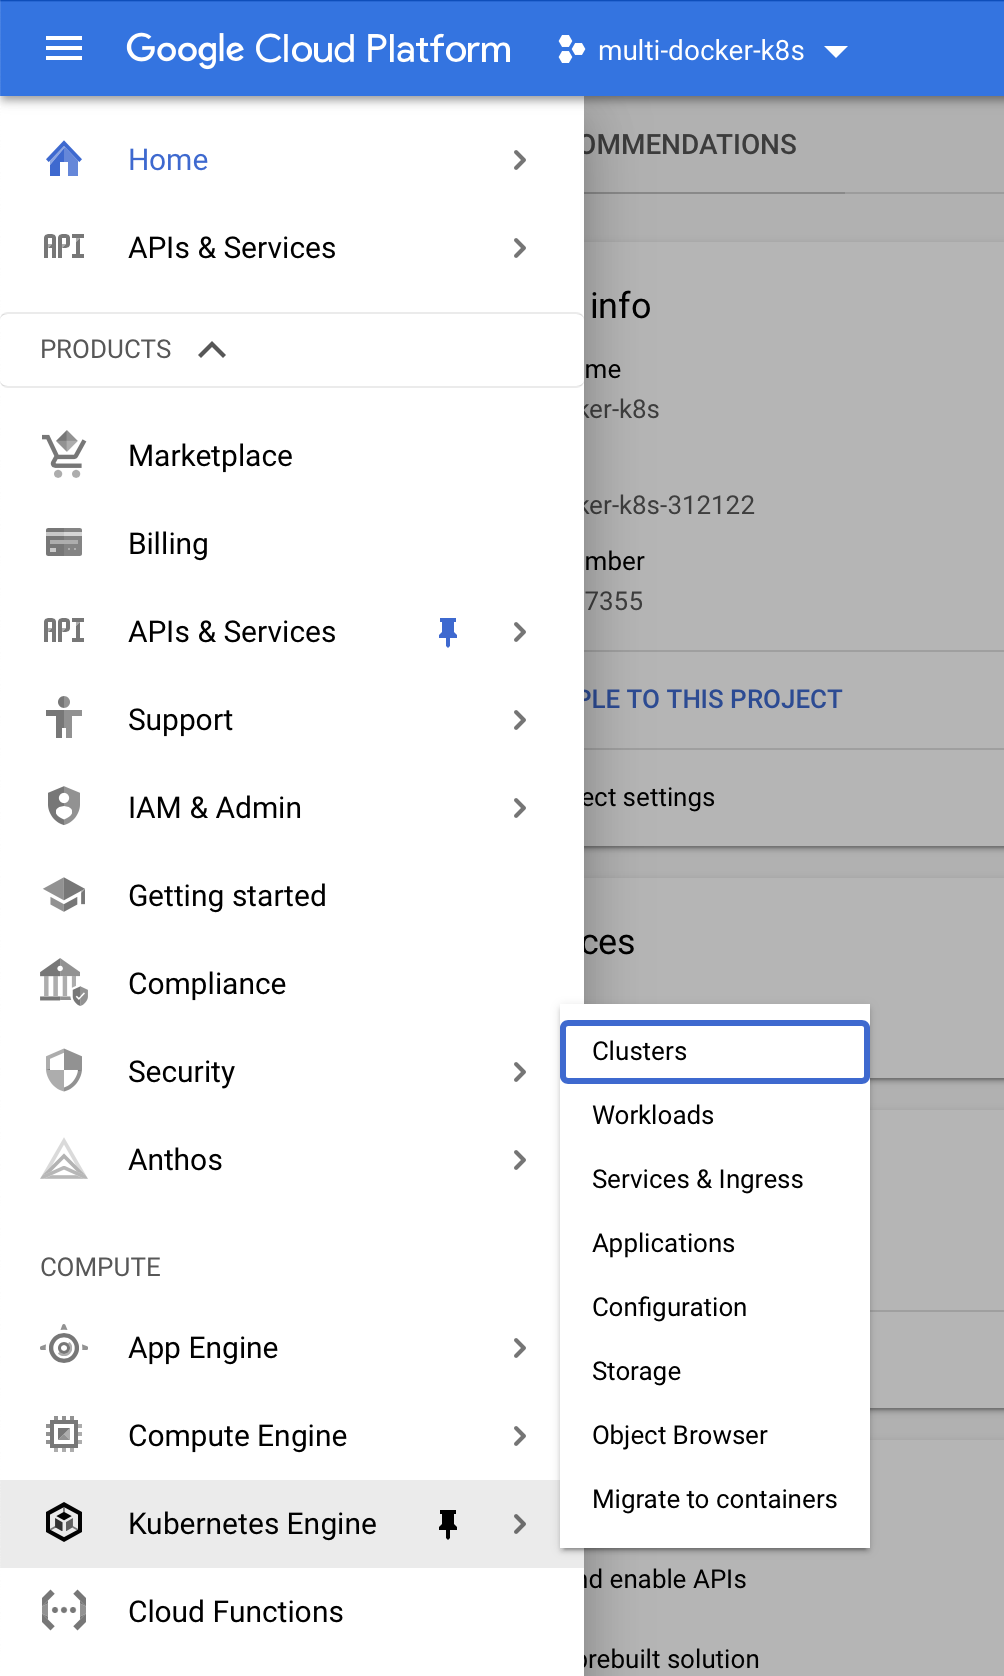 Google Cloud Platform multi-docker-k8s
Home
API APIs & Services
PRODUCTS
Marketplace
Billing
API APIs & Services
Support
IAM & Admin
Getting started
Compliance
Security
Anthos
COMPUTE
App Engine
Compute Engine
Kubernetes Engine
Cloud Functions
Clusters
Workloads
Services & Ingress
Applications
Configuration
Storage
Object Browser
Migrate to containers
OMMENDATIONS
info
me
ker-k8s
ker-k8s-312122
mber
7355
PLE TO THIS PROJECT
ect settings
ces
nd enable APIs
prebuilt solution